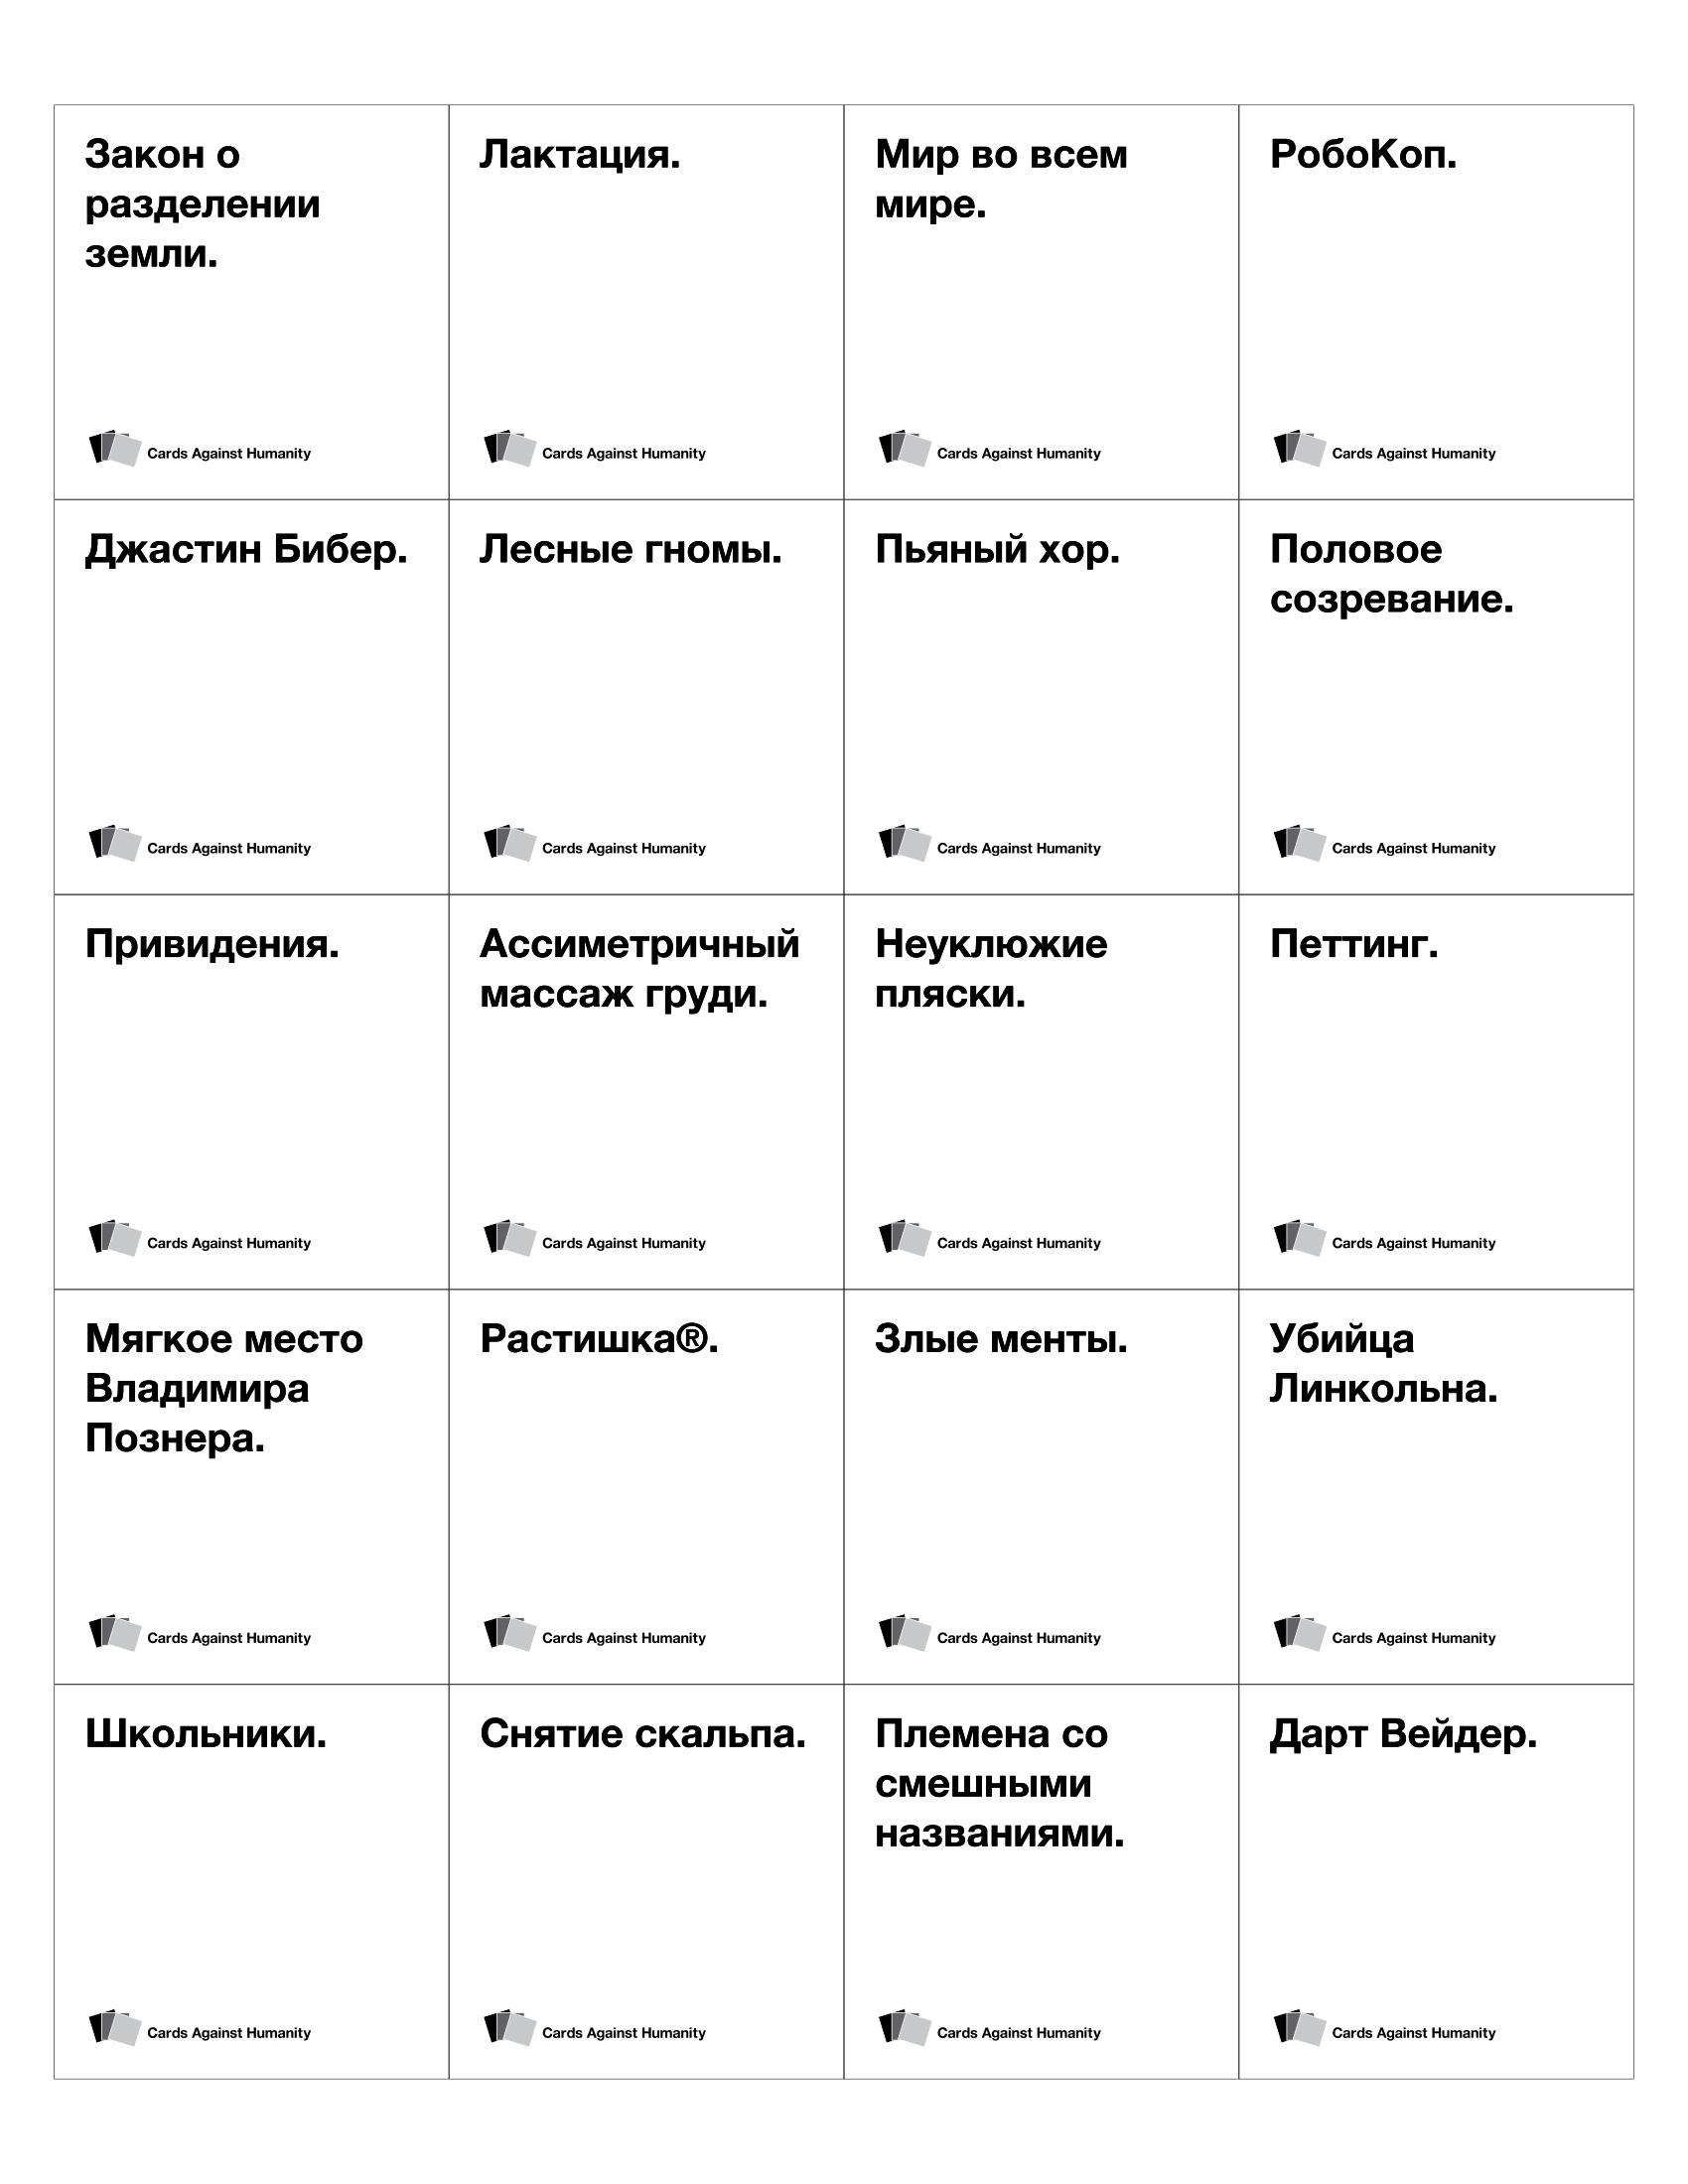 Закон о
разделении
земли.
Cards Against Humanity
Лактация.
Cards Against Humanity
Мир во всем
мире.
Cards Against Humanity
РобоКоп.
Cards Against Humanity
Джастин Бибер.
Cards Against Humanity
Лесные гномы.
Cards Against Humanity
Пьяный хор.
Cards Against Humanity
Половое
созревание.
Cards Against Humanity
Привидения.
Cards Against Humanity
Ассиметричный
массаж груди.
Cards Against Humanity
Неуклюжие
пляски.
Cards Against Humanity
Петтинг.
Cards Against Humanity
Мягкое место
Владимира
Познера.
Cards Against Humanity
Растишка®.
Cards Against Humanity
Злые менты.
Cards Against Humanity
Убийца
Линкольна.
Cards Against Humanity
Школьники.
Cards Against Humanity
Снятие скальпа.
Cards Against Humanity
Племена со
смешными
названиями.
Cards Against Humanity
Дарт Вейдер.
Cards Against Humanity